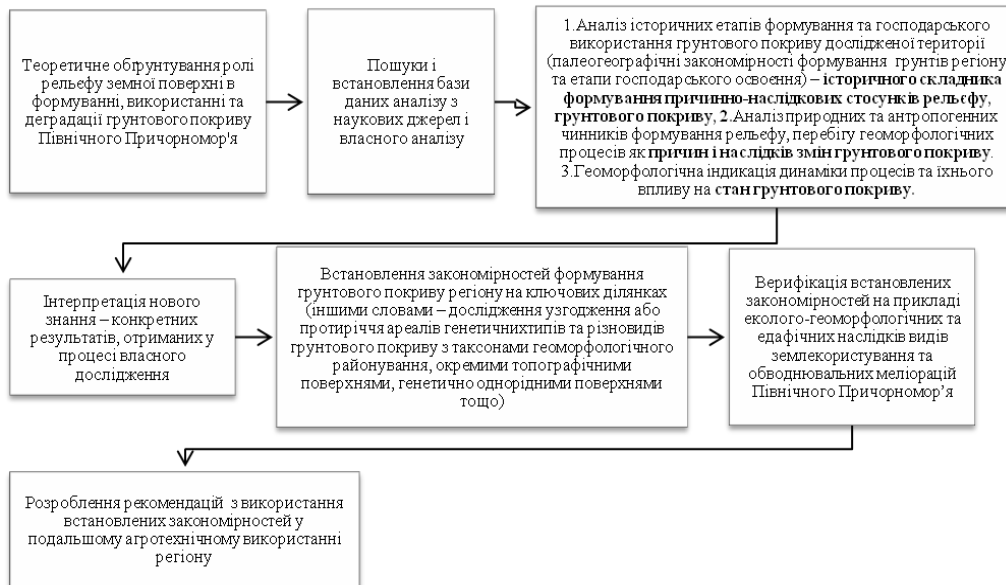 Теоретичне обґрунтування ролі
рельєфу земної поверхні в
формуванні, використанні та
деградації ґрунтового покриву
Північного Причорномор'я
Пошуки і
встановлення бази
даних аналізу з
наукових джерел і
власного аналізу
1.Аналіз історичних етапів формування та господарського
використання ґрунтового покриву дослідженої території
(палеогеографічні закономірності формування ґрунтів регіону
та етапи господарського освоєння) – історичного складника
формування причинно-наслідкових стосунків рельєфу,
ґрунтового покриву, 2.Аналіз природних та антропогенних
чинників формування рельєфу, перебігу геоморфологічних
процесів як причин і наслідків змін ґрунтового покриву.
3.Геоморфологічна індикація динаміки процесів та їхнього
впливу на стан ґрунтового покриву.
Інтерпретація нового
знання – конкретних
результатів, отриманих у
процесі власного
дослідження
Встановлення закономірностей формування
ґрунтового покриву регіону на ключових ділянках
(іншими словами – дослідження узгодження або
протиріччя ареалів генетичнихтипів та різновидів
ґрунтового покриву з таксонами геоморфологічного
районування, окремими топографічними
поверхнями, генетично однорідними поверхнями
тощо)
Верифікація встановлених
закономірностей на прикладі
еколого-геоморфологічних та
едафічних наслідків видів
землекористування та
обводнювальних меліорацій
Північного Причорномор’я
Розроблення рекомендацій з використання
встановлених закономірностей у
подальшому агротехнічному використанні
регіону